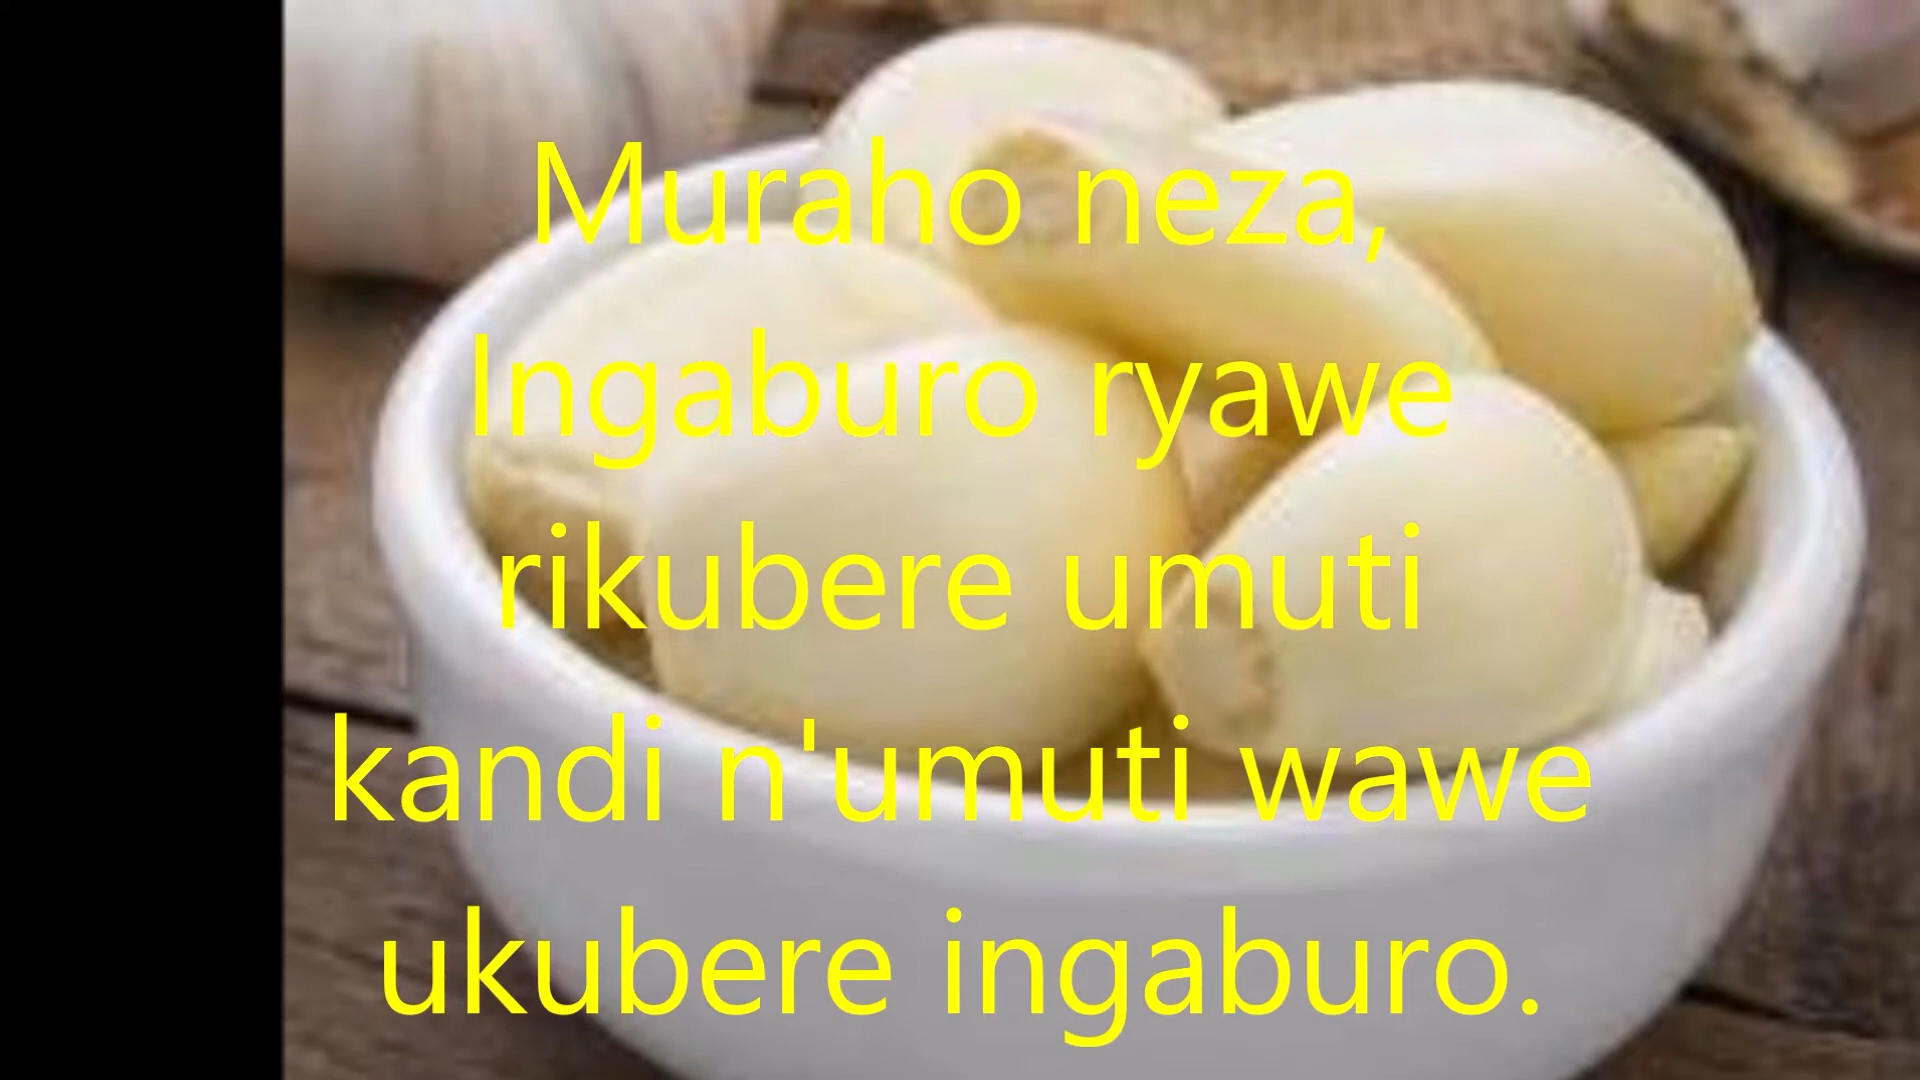 Muraho neza,
Ingaburo ryawe
rikubere umuti
kandi n'umuti wawe
ukubere ingaburo.